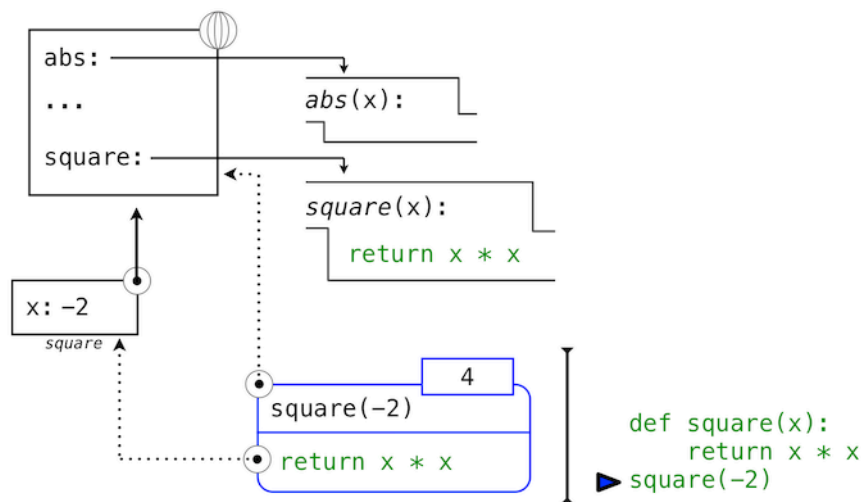 abs:
abs(x):
...
square:
square(x):
return x * x
x: -2
square
4
square(-2)
return x * x
def square(x):
    return x * x
square(-2)